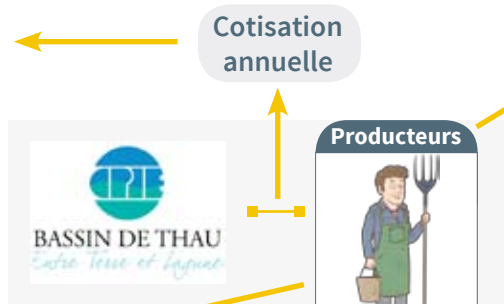 Cotisation
annuelle
Producteurs
CPIE
BASSIN DE THAU
Entre Terre et Lagune